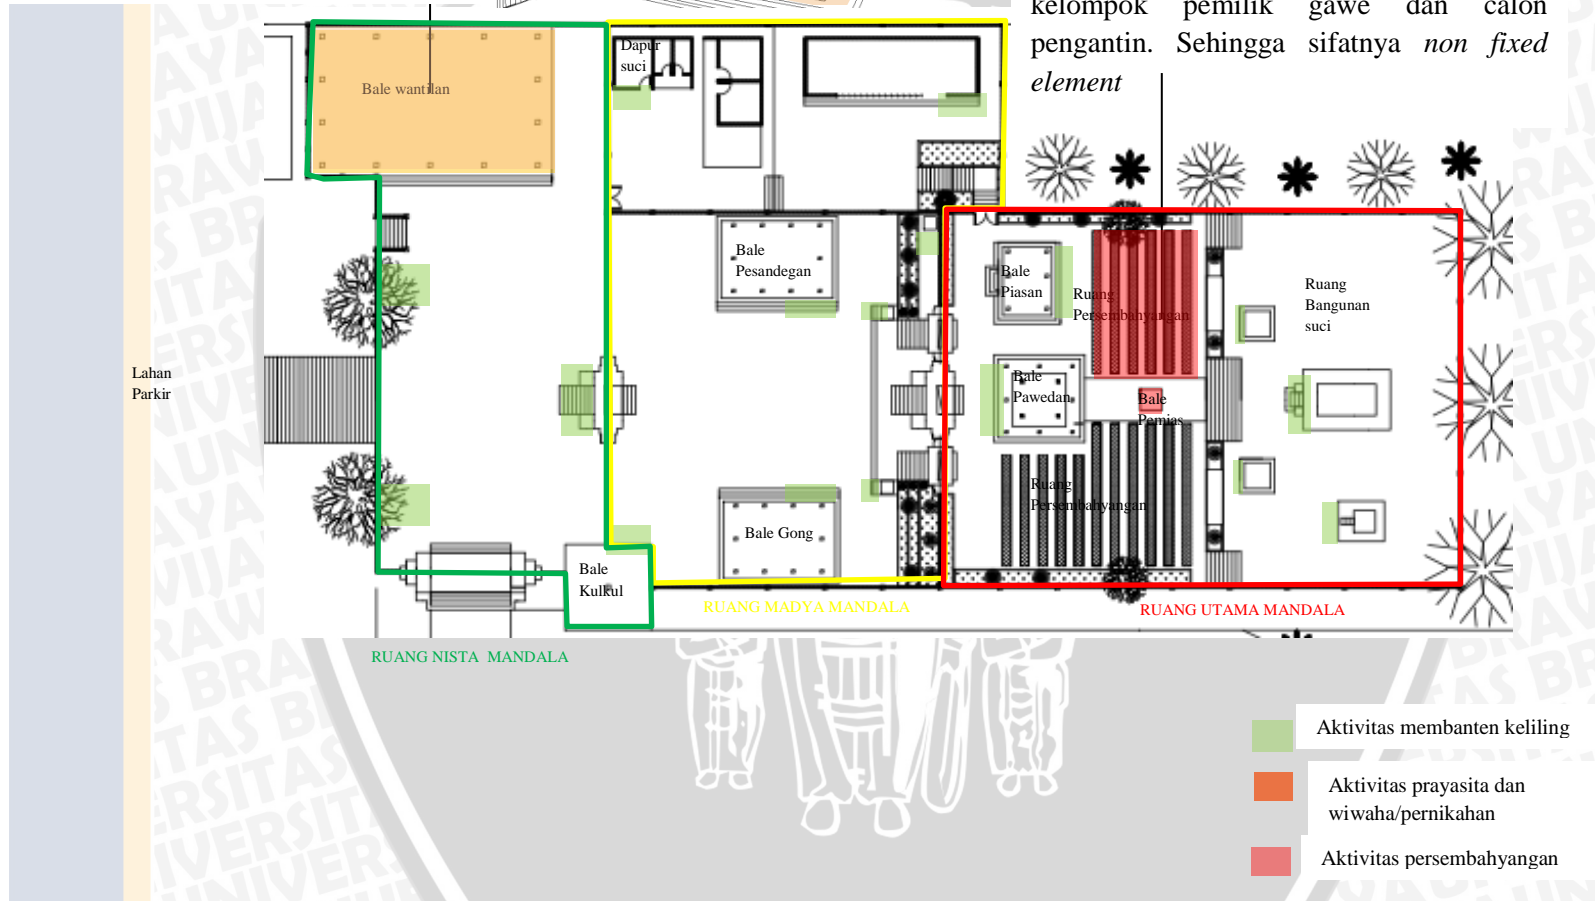 kelompok pemilik gawe dan calon
pengantin. Sehingga sifatnya non fixed
element
Dapur
suci
Bale wantilan
Bale
Pesandegan
Bale
Piasan
Ruang
Persembahyangan
Ruang
Bangunan
suci
Lahan
Parkir
Bale
Pawedan
Bale
Pemias
Ruang
Persembahyangan
Bale Gong
Bale
Kulkul
RUANG MADYA MANDALA
RUANG UTAMA MANDALA
RUANG NISTA MANDALA
Aktivitas membanten keliling
Aktivitas prayasita dan
wiwaha/pernikahan
Aktivitas persembahyangan